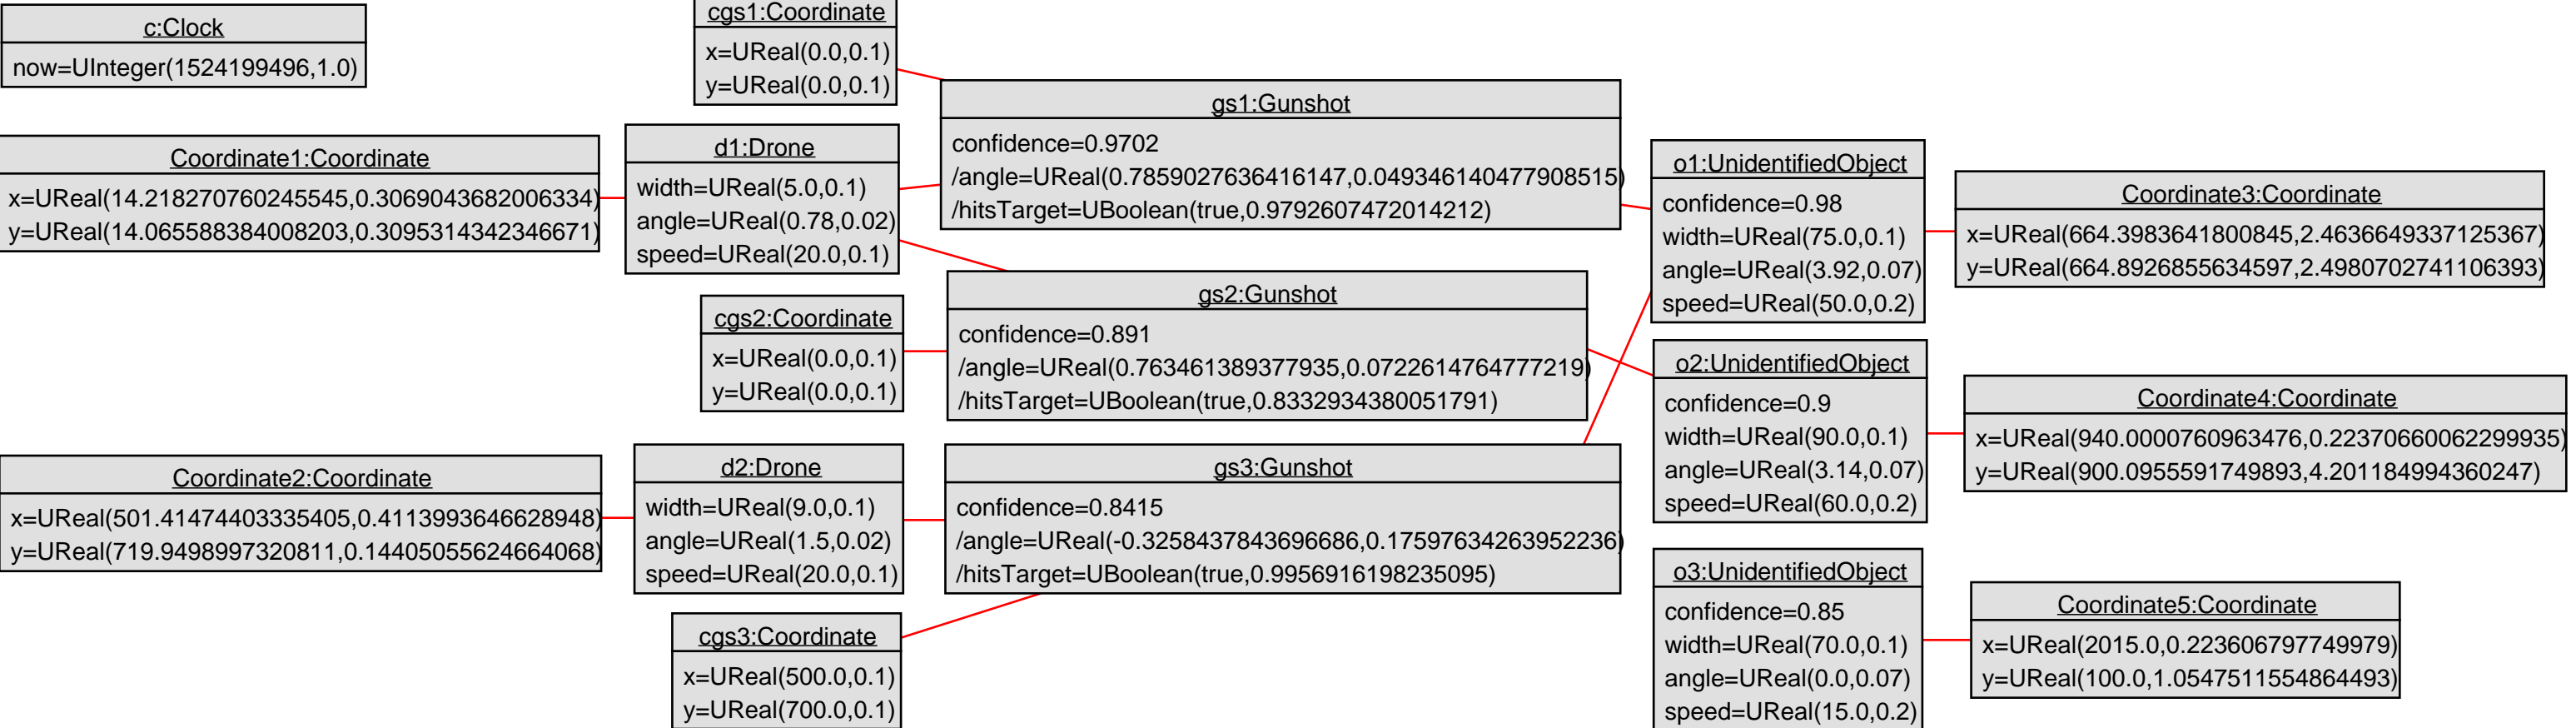 c:Clock
now=UInteger(1524199496,1.0)
cgs1:Coordinate
x=UReal(0.0,0.1)
y=UReal(0.0,0.1)
gs1:Gunshot
confidence=0.9702
/angle=UReal(0.7859027636416147,0.049346140477908515)
/hitsTarget=UBoolean(true,0.9792607472014212)
Coordinate1:Coordinate
x=UReal(14.218270760245545,0.3069043682006334)
y=UReal(14.065588384008203,0.3095314342346671)
d1:Drone
width=UReal(5.0,0.1)
angle=UReal(0.78,0.02)
speed=UReal(20.0,0.1)
o1:UnidentifiedObject
confidence=0.98
width=UReal(75.0,0.1)
angle=UReal(3.92,0.07)
speed=UReal(50.0,0.2)
Coordinate3:Coordinate
x=UReal(664.3983641800845,2.4636649337125367)
y=UReal(664.8926855634597,2.4980702741106393)
cgs2:Coordinate
x=UReal(0.0,0.1)
y=UReal(0.0,0.1)
gs2:Gunshot
confidence=0.891
/angle=UReal(0.763461389377935,0.0722614764777219)
/hitsTarget=UBoolean(true,0.8332934380051791)
o2:UnidentifiedObject
confidence=0.9
width=UReal(90.0,0.1)
angle=UReal(3.14,0.07)
speed=UReal(60.0,0.2)
Coordinate4:Coordinate
x=UReal(940.0000760963476,0.22370660062299935)
y=UReal(900.0955591749893,4.201184994360247)
Coordinate2:Coordinate
x=UReal(501.41474403335405,0.4113993646628948)
y=UReal(719.9498997320811,0.14405055624664068)
d2:Drone
width=UReal(9.0,0.1)
angle=UReal(1.5,0.02)
speed=UReal(20.0,0.1)
gs3:Gunshot
confidence=0.8415
/angle=UReal(-0.3258437843696686,0.17597634263952236)
/hitsTarget=UBoolean(true,0.9956916198235095)
o3:UnidentifiedObject
confidence=0.85
width=UReal(70.0,0.1)
angle=UReal(0.0,0.07)
speed=UReal(15.0,0.2)
Coordinate5:Coordinate
x=UReal(2015.0,0.223606797749979)
y=UReal(100.0,1.0547511554864493)
cgs3:Coordinate
x=UReal(500.0,0.1)
y=UReal(700.0,0.1)